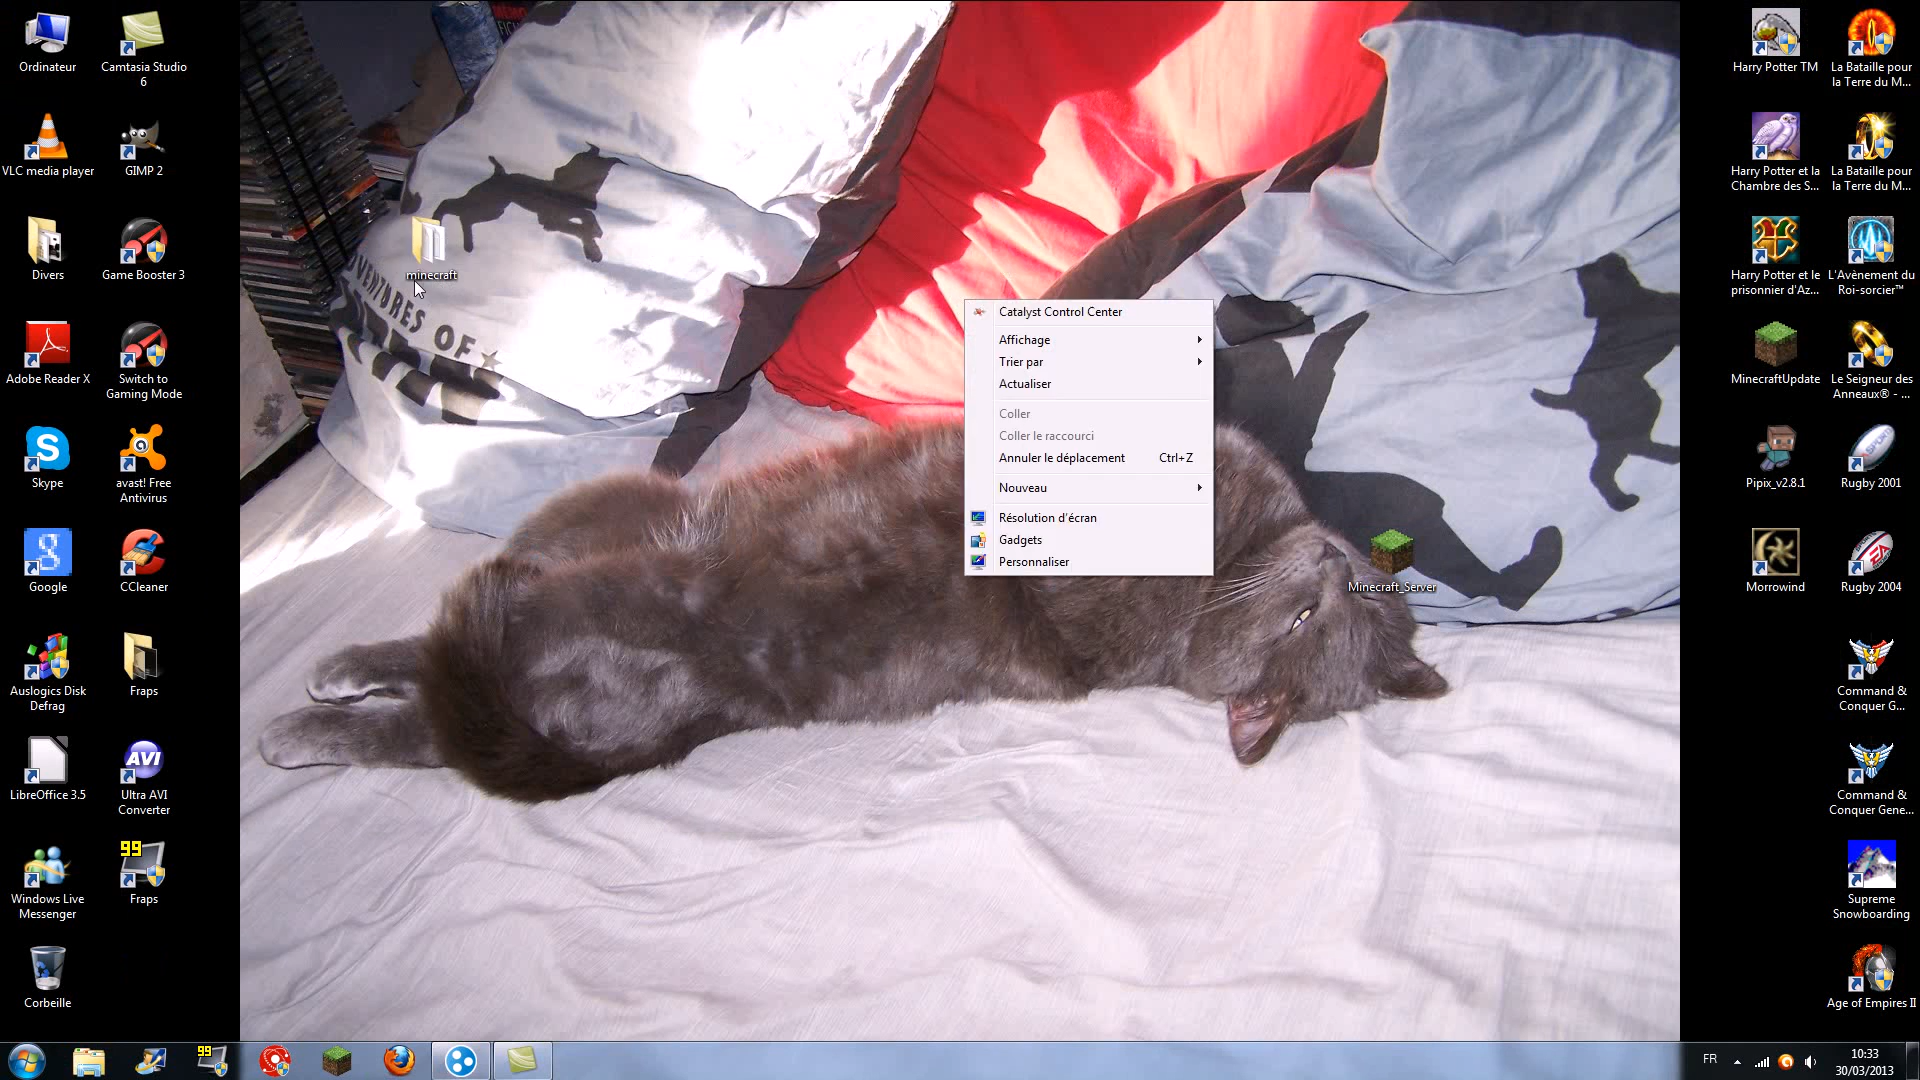 Ordinateur
Camtasia Studio
6
VLC media player
GIMP 2
Divers
Game Booster 3
Adobe Reader X
Switch to
Gaming Mode
Skype
avast! Free
Antivirus
Google
CCleaner
Auslogics Disk
Defrag
Fraps
LibreOffice 3.5
AVI
Ultra AVI
Converter
Windows Live
Messenger
99
Fraps
Corbeille
minecraft
VENTURES OF
Catalyst Control Center
Affichage
Trier par
Actualiser
Coller
Coller le raccourci
Annuler le déplacement Ctrl+Z
Nouveau
Résolution d'écran
Gadgets
Personnaliser
Minecraft_Server
Harry Potter TM
La Bataille pour
la Terre du M...
Harry Potter et la
Chambre des S...
La Bataille pour
la Terre du M...
Harry Potter et le
prisonnier d'Az...
L'Avènement du
Roi-sorcier™
MinecraftUpdate
Le Seigneur des
Anneaux® - ...
Pipix_v2.8.1
Rugby 2001
Morrowind
Rugby 2004
Command &
Conquer G...
Command &
Conquer Gene...
Supreme
Snowboarding
Age of Empires II
99
FR
10:33
30/03/2013